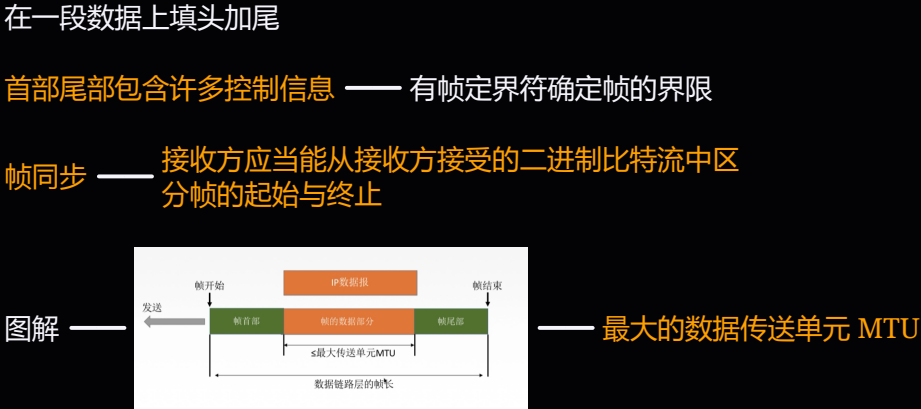 在一段数据上填头加尾
首部尾部包含许多控制信息
有帧定界符确定帧的界限
帧同步
接收方应当能从接收方接受的二进制比特流中区
分帧的起始与终止
图解
帧开始
IP数据报
帧结束
发送
帧首部
帧的数据部分
帧尾部
≤最大传送单元MTU
数据链路层的帧长
最大的数据传送单元 MTU